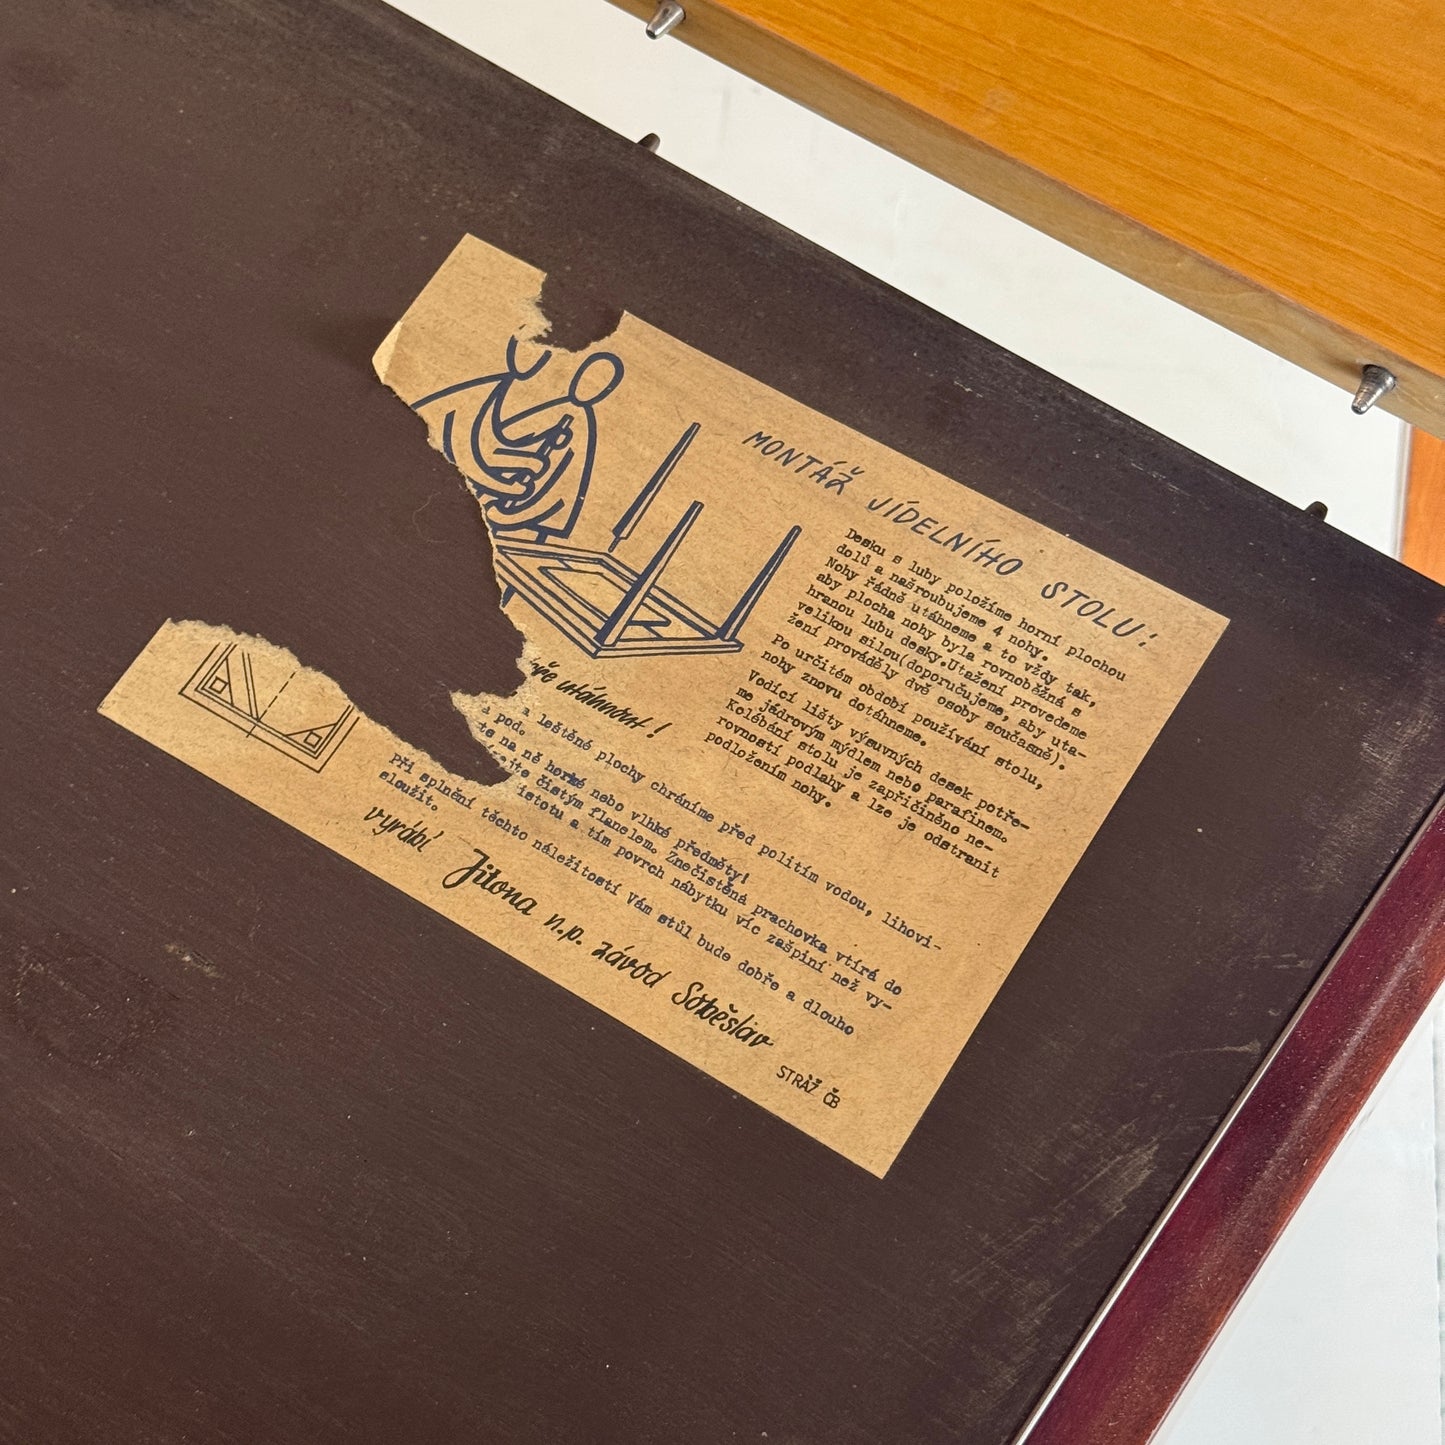 MONTÁŽ JÍDELNÍHO STOLU:
Desku s luby položíme horní plochou
dolů a našroubujeme 4 nohy.
Nohy řádně utáhneme a to vždy tak,
aby plocha nohy byla rovnoběžná s
hranou lubu desky.Utažení provedeme
velikou silou(doporučujeme, aby uta-
žení prováděly dvě osoby současně).
Po určitém období používání stolu,
nohy znovu dotáhneme.
Vodící lišty výsuvných desek potře-
me jádrovým mýdlem nebo parafinem.
Kolébání stolu je zapříčiněno ne-
rovností podlahy a lze je odstranit
podložením nohy.
utáhnout!
a leštěné plochy chráníme před politím vodou, lihovi-
a pod.
te na ně horké nebo vlhké předměty!
jte čistým flanelem. Znečistěná prachovka vtírá do
istotu a tím povrch nábytku víc zašpiní než vy-
Při splnění těchto náležitostí Vám stůl bude dobře a dlouho
sloužit.
vyrábí Jitona n.p. závod Soběslav
STRÁŽ ČB